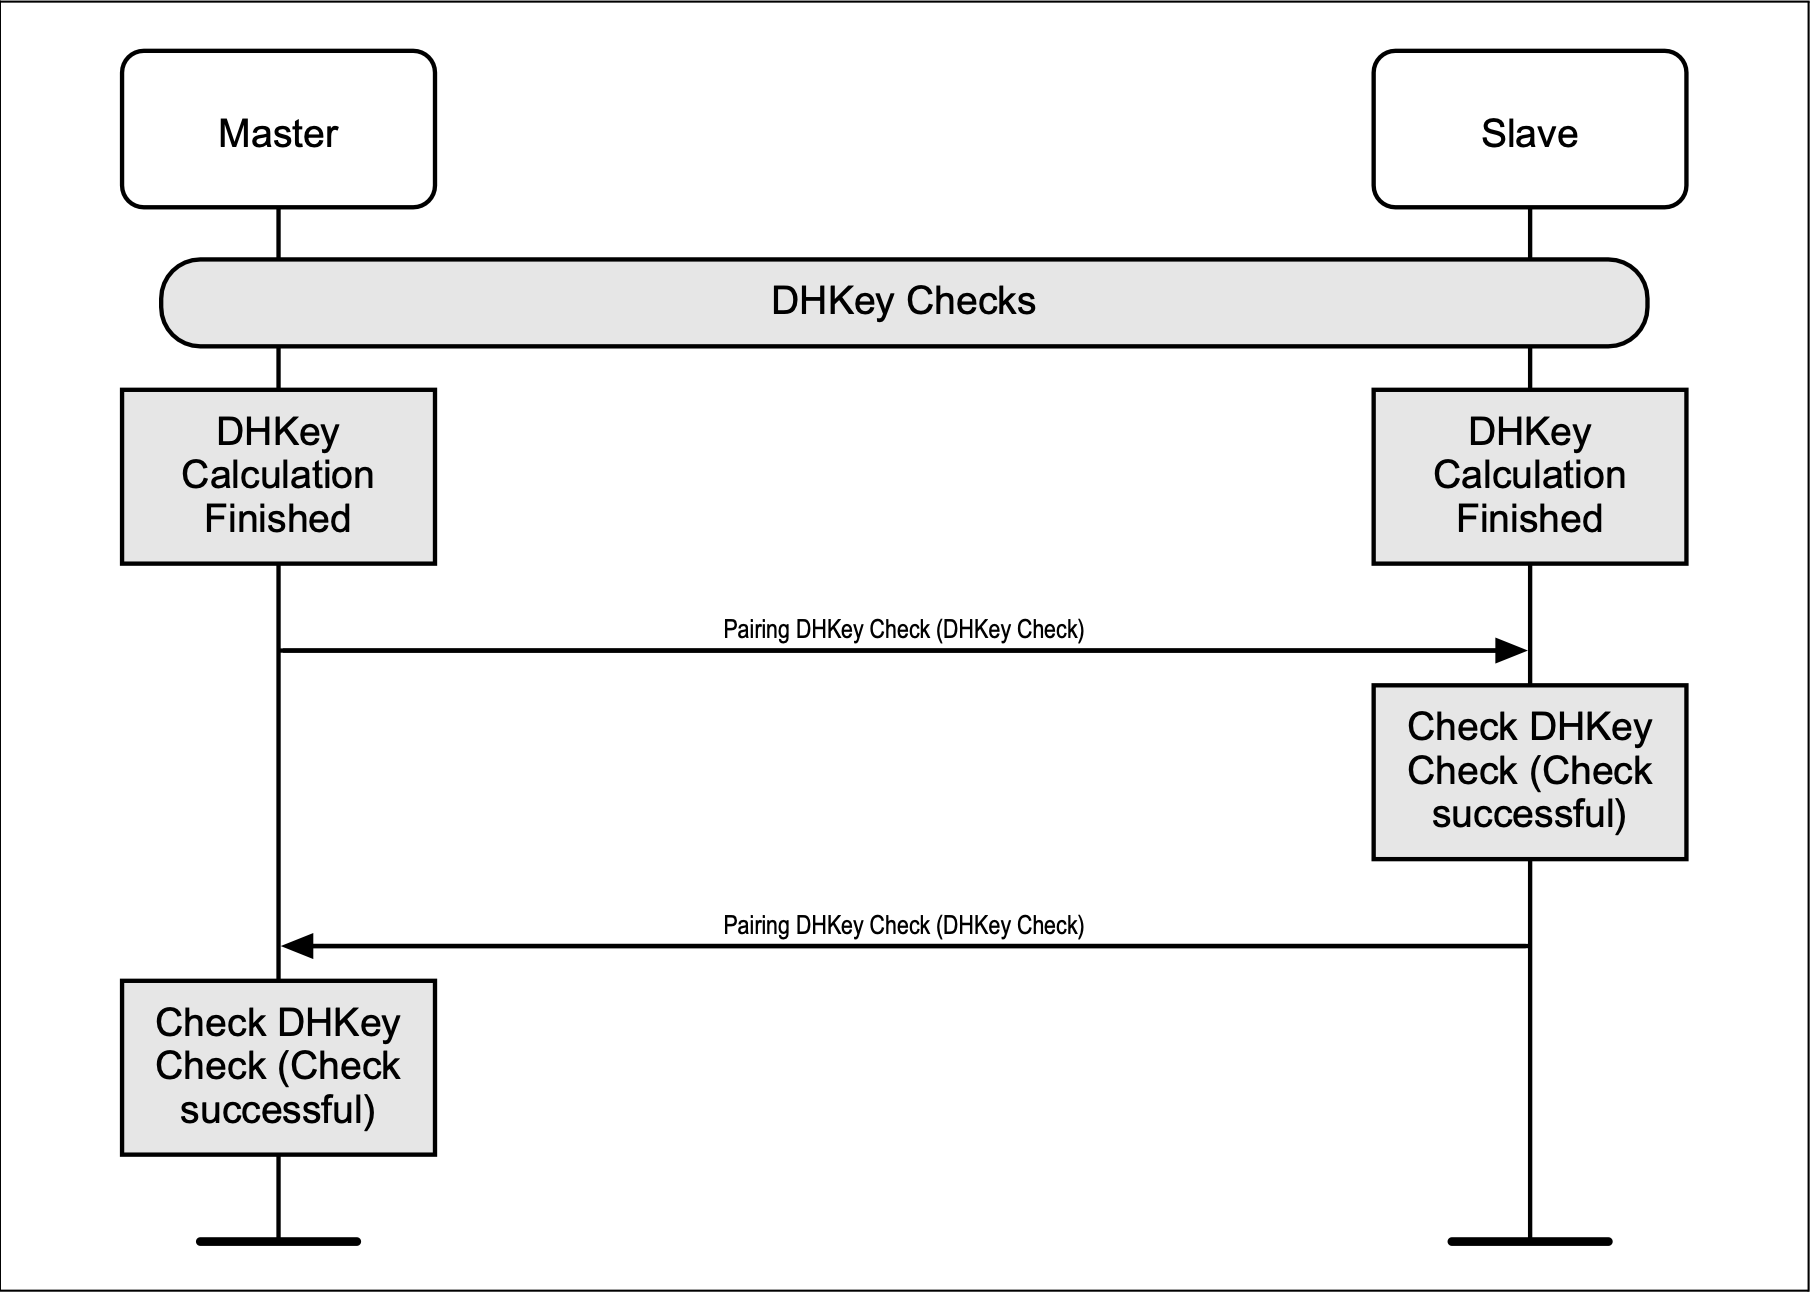 Master
Slave
DHKey Checks
DHKey
Calculation
Finished
DHKey
Calculation
Finished
Pairing DHKey Check (DHKey Check)
Check DHKey
Check (Check
successful)
Pairing DHKey Check (DHKey Check)
Check DHKey
Check (Check
successful)